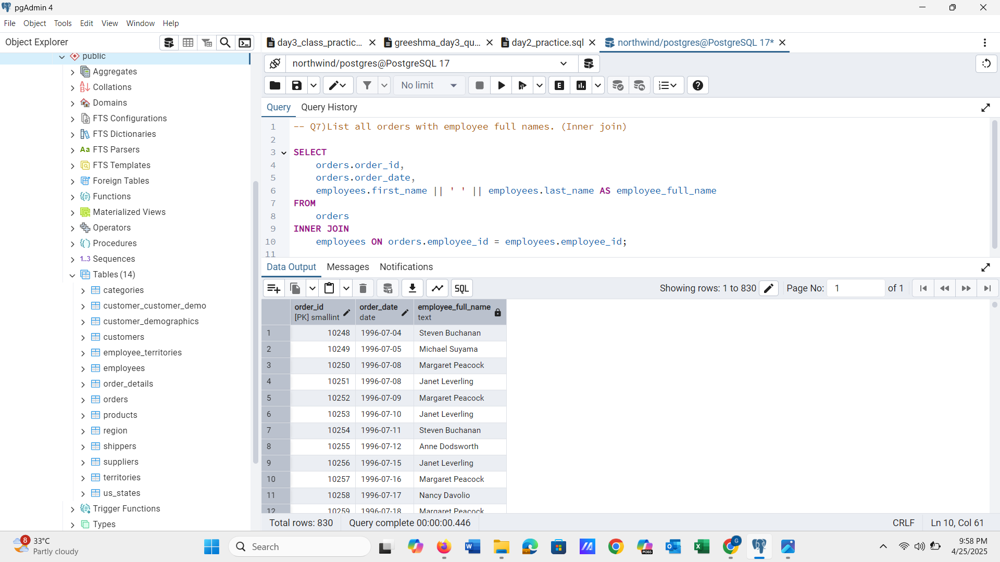 pgAdmin 4
File Object Tools Edit View Window Help
Object Explorer
day3_class_practic... greeshma_day3_qu... day2_practice.sql northwind/postgres@PostgreSQL 17*
public
Aggregates
Collations
Domains
FTS Configurations
FTS Dictionaries
Aa FTS Parsers
FTS Templates
Foreign Tables
Functions
Materialized Views
Operators
Procedures
1..3 Sequences
Tables (14)
categories
customer_customer_demo
customer_demographics
customers
employee_territories
employees
order_details
orders
products
region
shippers
suppliers
territories
us_states
Trigger Functions
Types
northwind/postgres@PostgreSQL 17
No limit
E
Query Query History
1 -- Q7)List all orders with employee full names. (Inner join)
2
3 SELECT
4 orders.order_id,
5 orders.order_date,
6 employees.first_name || ' ' || employees.last_name AS employee_full_name
7 FROM
8 orders
9 INNER JOIN
10 employees ON orders.employee_id = employees.employee_id;
11
Data Output Messages Notifications
SQL Showing rows: 1 to 830 Page No: 1 of 1
order_id order_date employee_full_name
[PK] smallint date text
1 10248 1996-07-04 Steven Buchanan
2 10249 1996-07-05 Michael Suyama
3 10250 1996-07-08 Margaret Peacock
4 10251 1996-07-08 Janet Leverling
5 10252 1996-07-09 Margaret Peacock
6 10253 1996-07-10 Janet Leverling
7 10254 1996-07-11 Steven Buchanan
8 10255 1996-07-12 Anne Dodsworth
9 10256 1996-07-15 Janet Leverling
10 10257 1996-07-16 Margaret Peacock
11 10258 1996-07-17 Nancy Davolio
12 10259 1996-07-18 Margaret Peacock
Total rows: 830 Query complete 00:00:00.446 CRLF Ln 10, Col 61
8 33°C
Partly cloudy
Search
M365
G
9:58 PM
4/25/2025